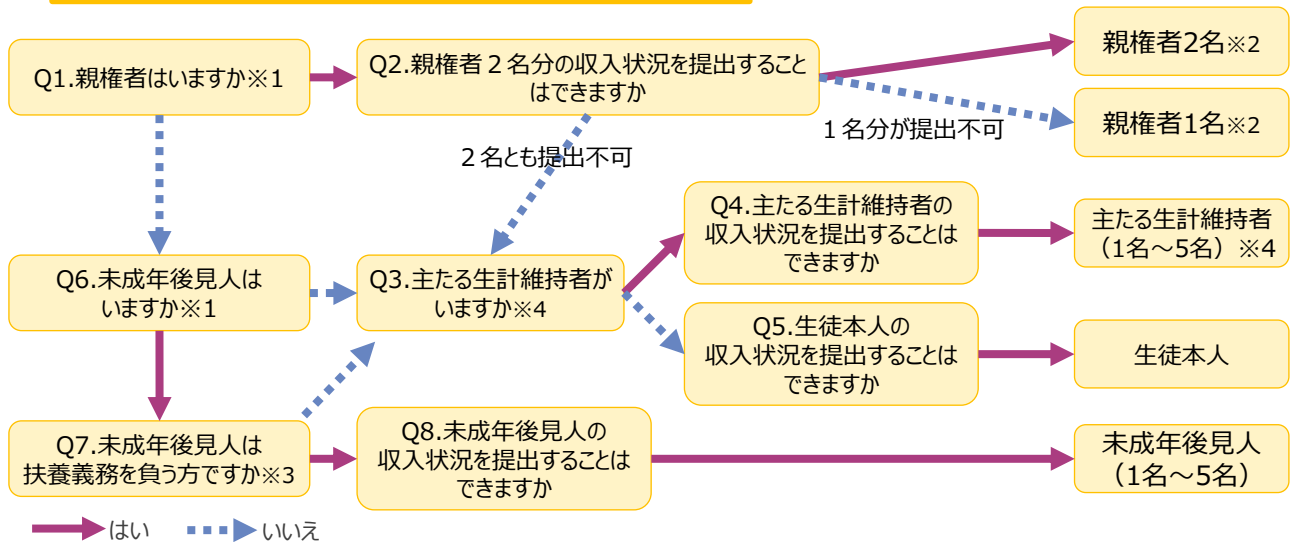 Q1.親権者はいますか※1
Q2.親権者２名分の収入状況を提出すること
はできますか
親権者2名※2
親権者1名※2
１名分が提出不可
２名とも提出不可
Q6.未成年後見人は
いますか※1
Q3.主たる生計維持者が
いますか※4
Q4.主たる生計維持者の
収入状況を提出することは
できますか
主たる生計維持者
（1名～5名）※4
Q5.生徒本人の
収入状況を提出することは
できますか
生徒本人
Q7.未成年後見人は
扶養義務を負う方ですか※3
Q8.未成年後見人の
収入状況を提出することは
できますか
未成年後見人
（1名～5名）
はい
いいえ